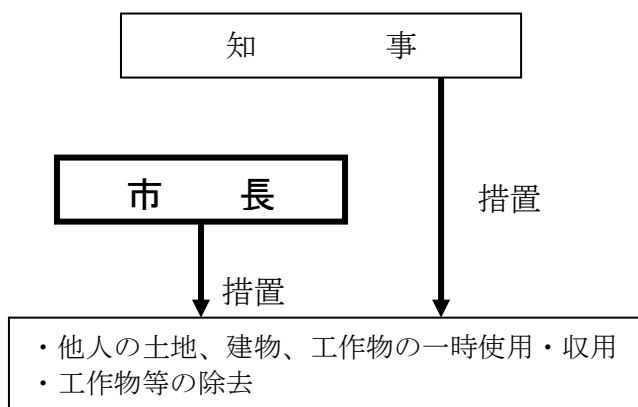 知 事
市 長
措置
措置
・他人の土地、建物、工作物の一時使用・収用
・工作物等の除去